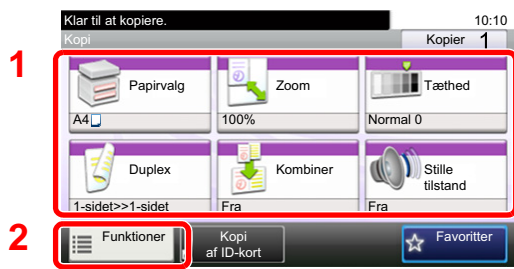 Klar til at kopiere.
10:10
Kopi
Kopier 1
1
Papirvalg
Zoom
Tæthed
A4
100%
Normal 0
Duplex
Kombiner
Stille
tilstand
1-sidet>>1-sidet
Fra
Fra
2
Funktioner
Kopi
af ID-kort
Favoritter